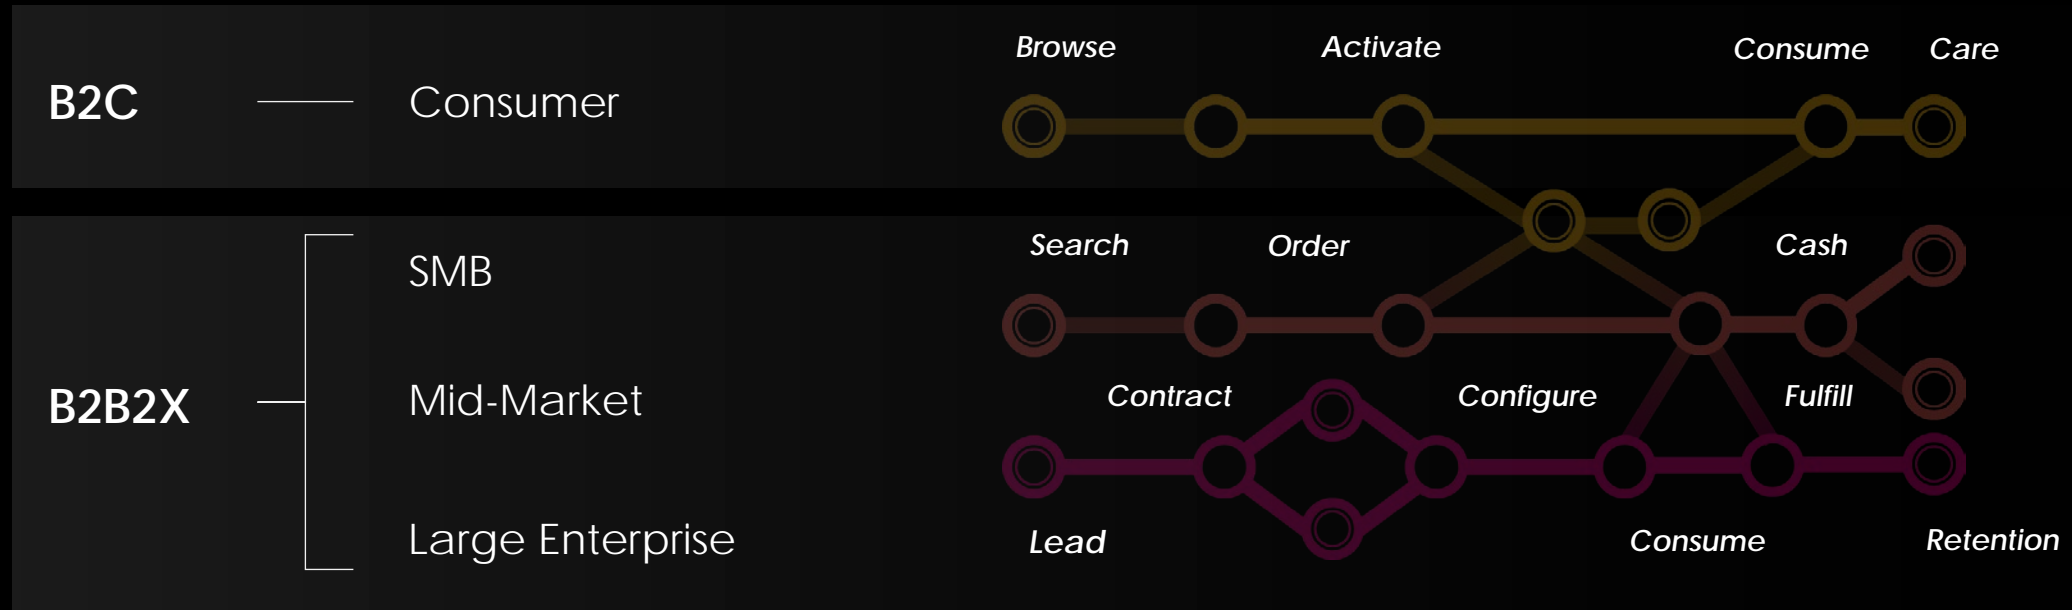 Browse Activate Consume Care
B2C Consumer
Search Order Cash
SMB
B2B2X Mid-Market
Contract Configure Fulfill
Large Enterprise
Lead Consume Retention